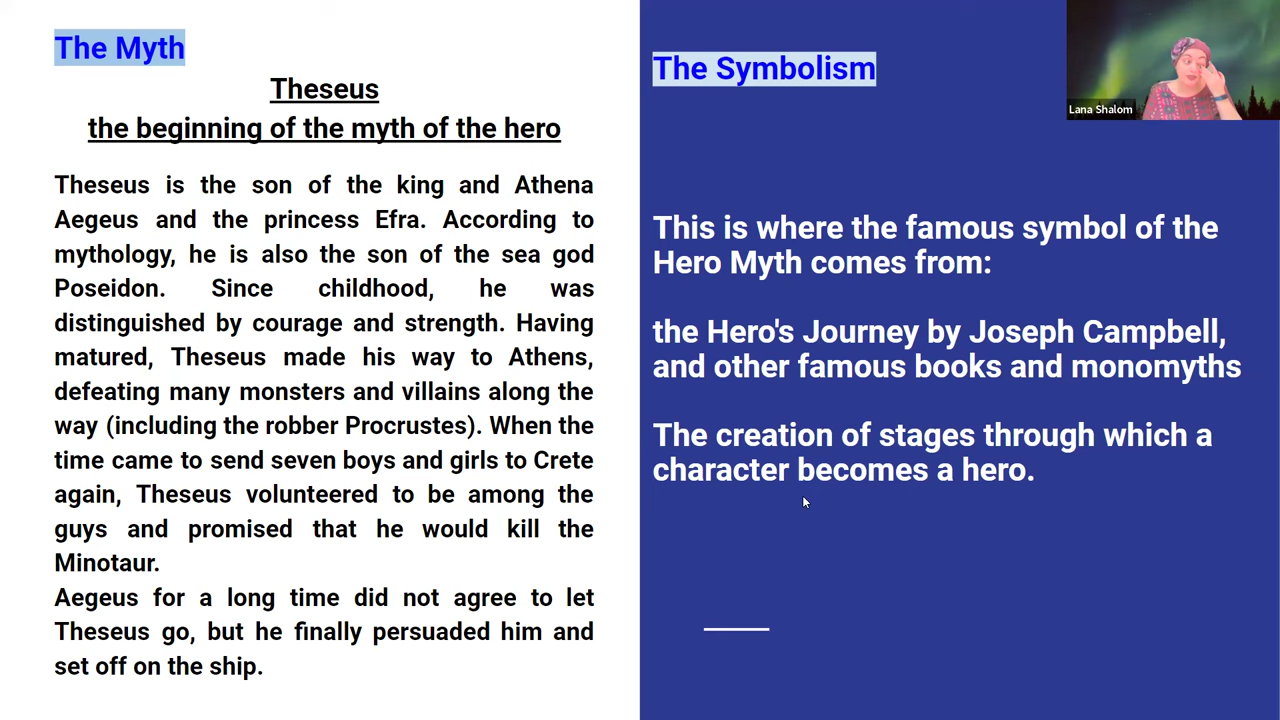 The Myth
Theseus
the beginning of the myth of the hero
Theseus is the son of the king and Athena
Aegeus and the princess Efra. According to
mythology, he is also the son of the sea god
Poseidon. Since childhood, he was
distinguished by courage and strength. Having
matured, Theseus made his way to Athens,
defeating many monsters and villains along the
way (including the robber Procrustes). When the
time came to send seven boys and girls to Crete
again, Theseus volunteered to be among the
guys and promised that he would kill the
Minotaur.
Aegeus for a long time did not agree to let
Theseus go, but he finally persuaded him and
set off on the ship.
The Symbolism
This is where the famous symbol of the
Hero Myth comes from:
the Hero's Journey by Joseph Campbell,
and other famous books and monomyths
The creation of stages through which a
character becomes a hero.
Lana Shalom